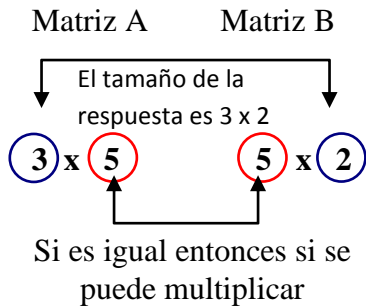 Matriz A Matriz B
El tamaño de la
respuesta es 3 x 2
3 x 5 5 x 2
Si es igual entonces si se
puede multiplicar